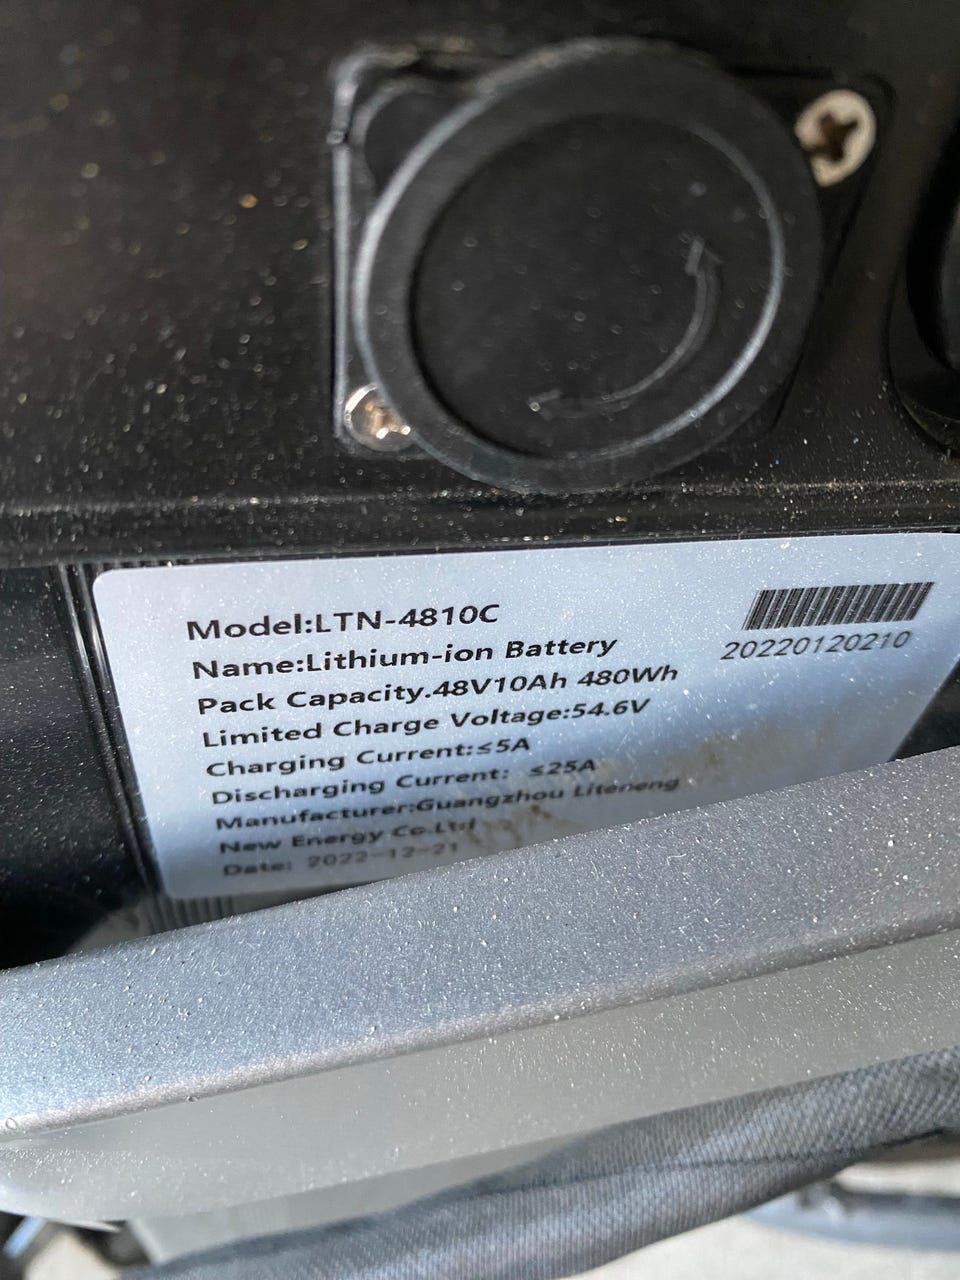 Model:LTN-4810C
Name:Lithium-ion Battery
20220120210
Pack Capacity.48V10Ah 480Wh
Limited Charge Voltage:54.6V
Charging Current:≤5A
Discharging Current: ≤25A
Manufacturer:Guangzhou Liteneng
New Energy Co.Ltd
Date: 2022-12-21